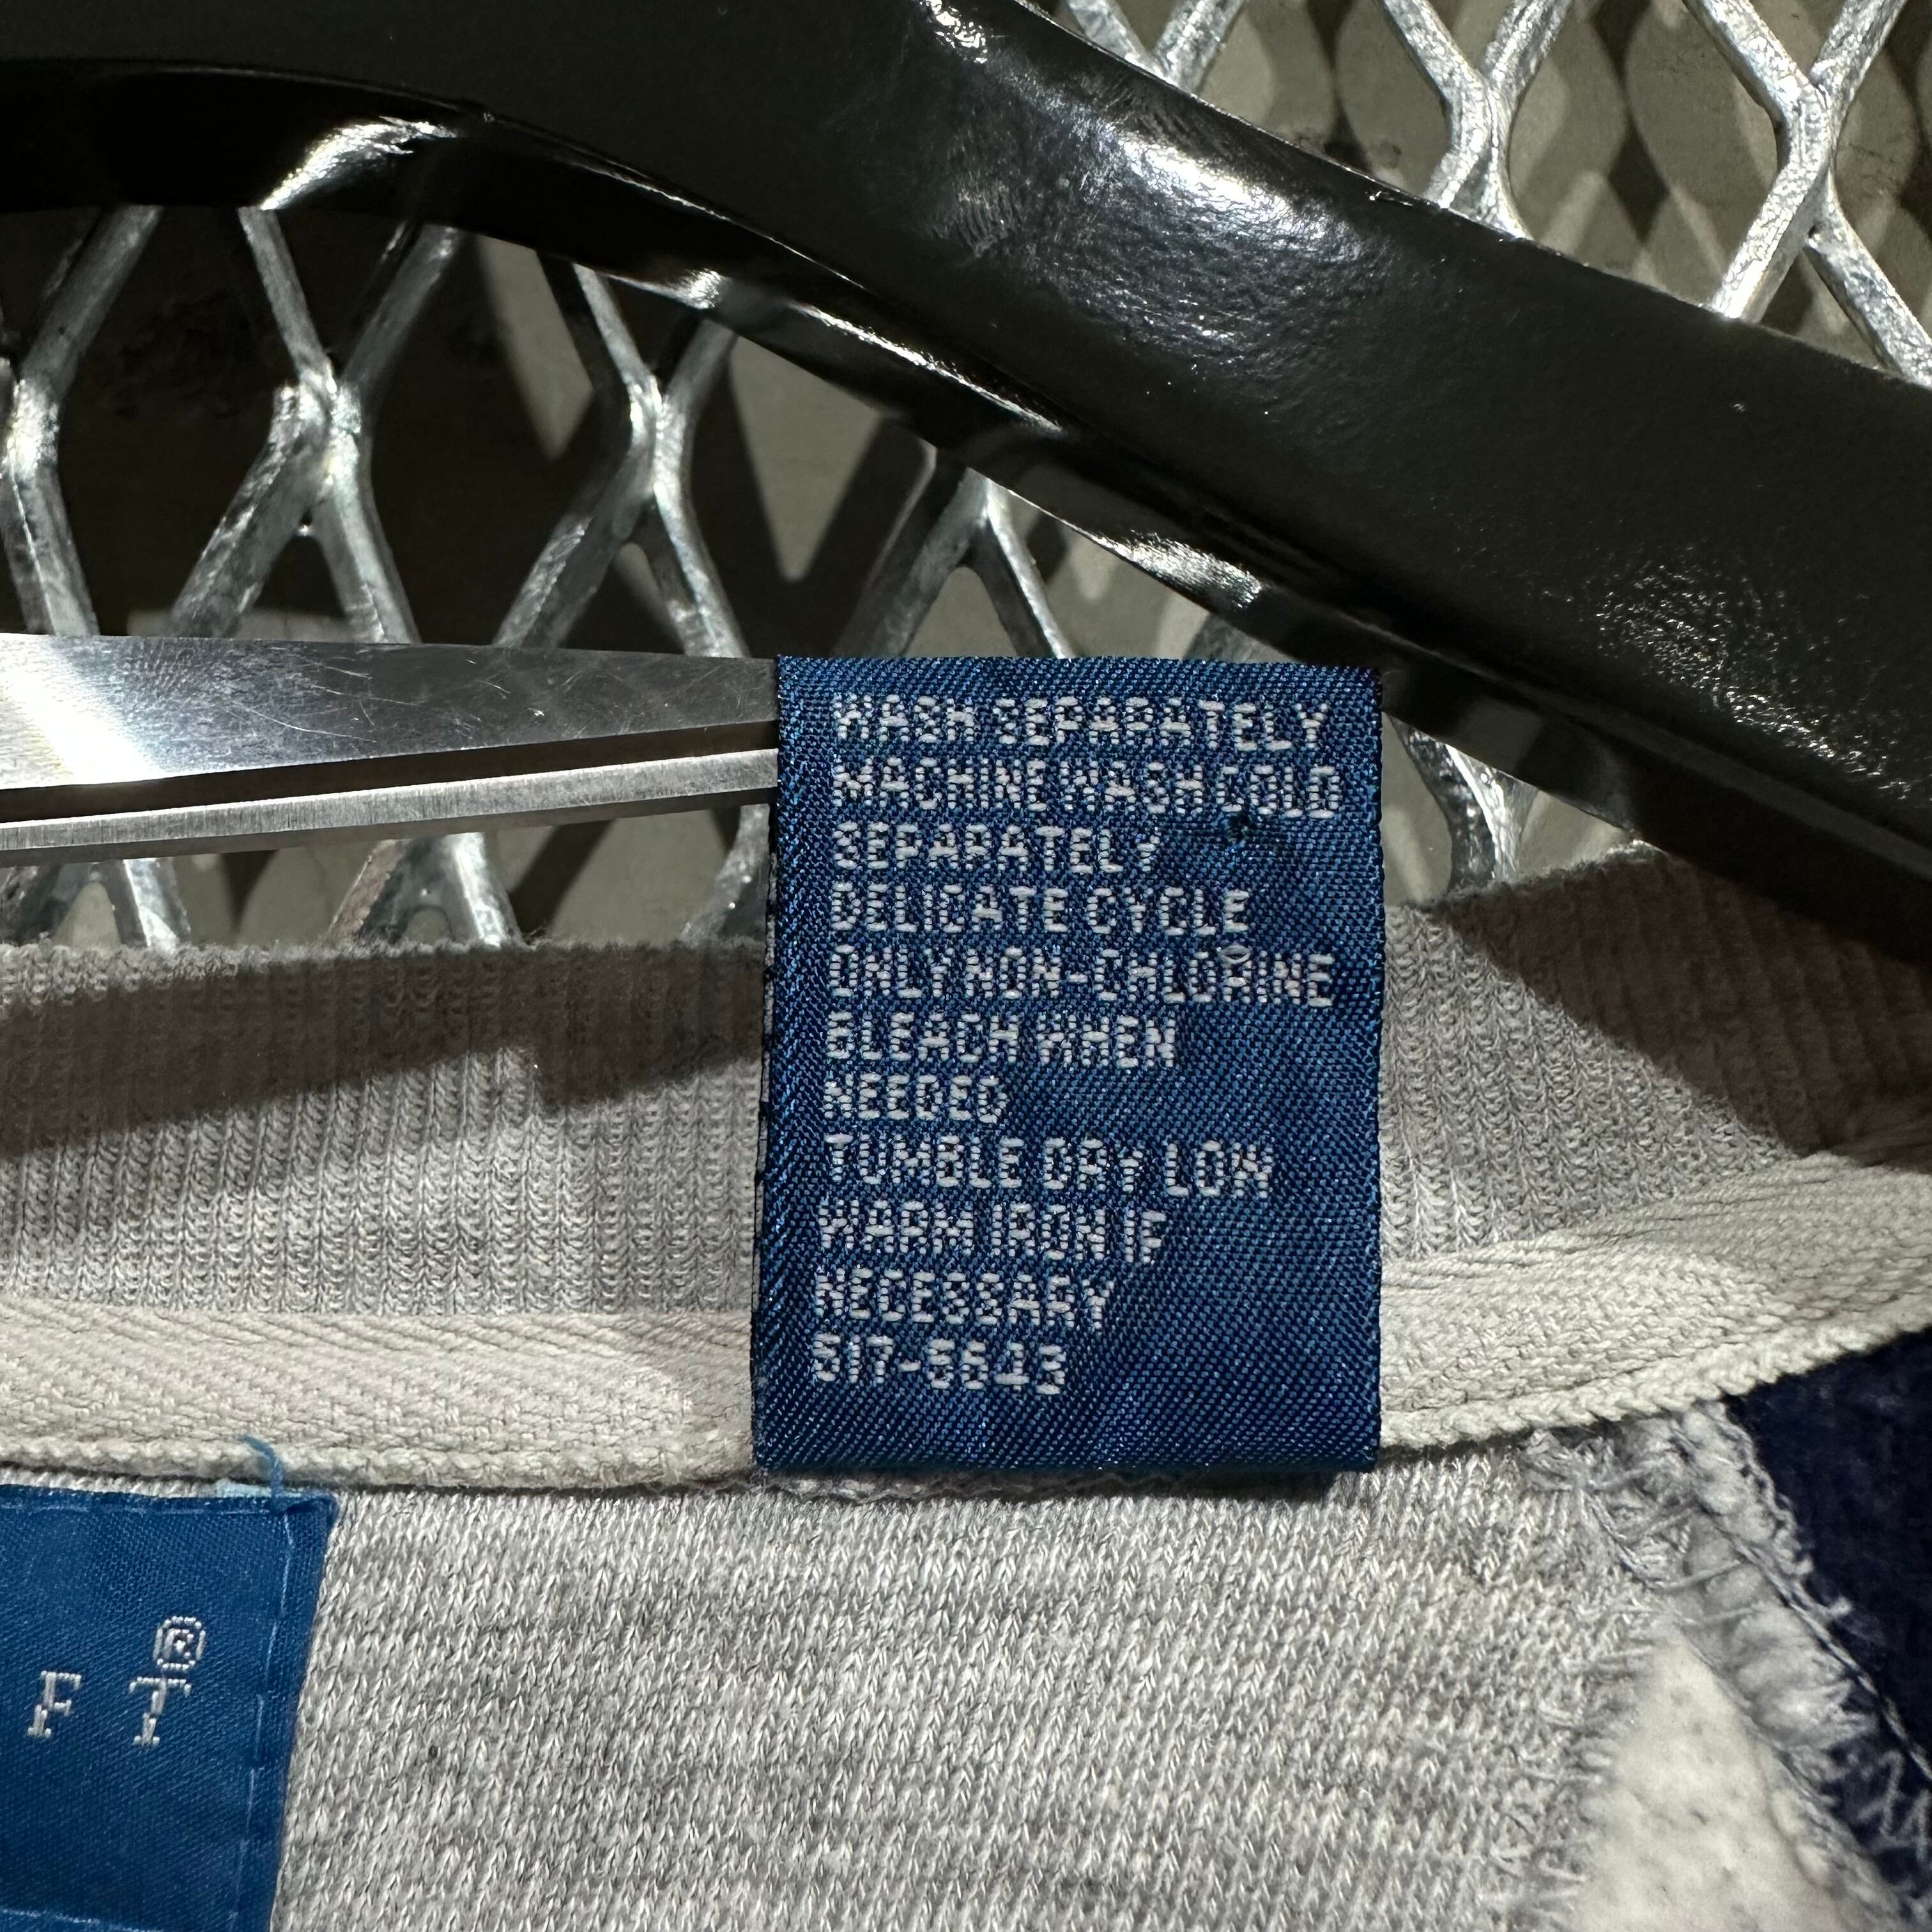 WASH SEPARATELY
MACHINE WASH COLD
SEPARATELY
DELICATE CYCLE
ONLY NON-CHLORINE
BLEACH WHEN
NEEDED
TUMBLE DRY LOW
WARM IRON IF
NECESSARY
517-5643
F T®